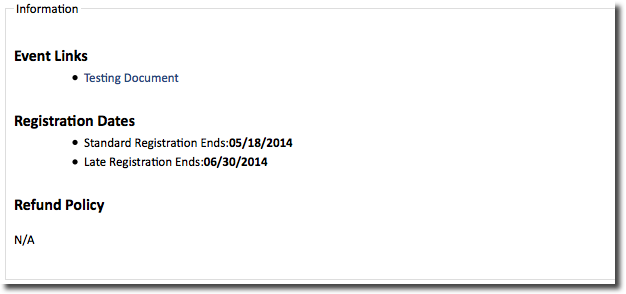 Information
Event Links
Testing Document
Registration Dates
Standard Registration Ends:05/18/2014
Late Registration Ends:06/30/2014
Refund Policy
N/A